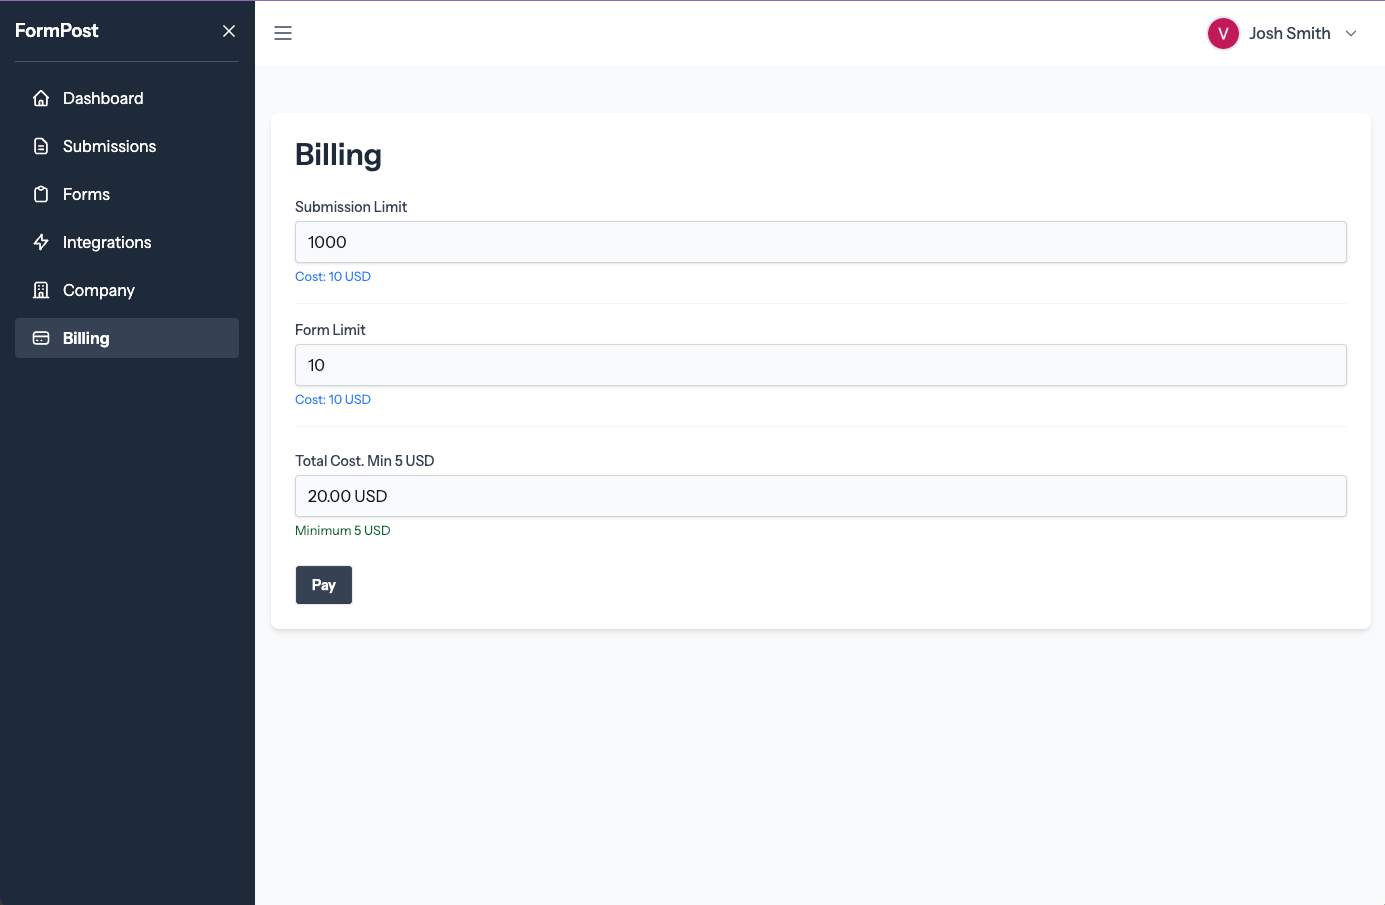 FormPost
Dashboard
Submissions
Forms
Integrations
Company
Billing
V Josh Smith
Billing
Submission Limit
1000
Cost: 10 USD
Form Limit
10
Cost: 10 USD
Total Cost. Min 5 USD
20.00 USD
Minimum 5 USD
Pay